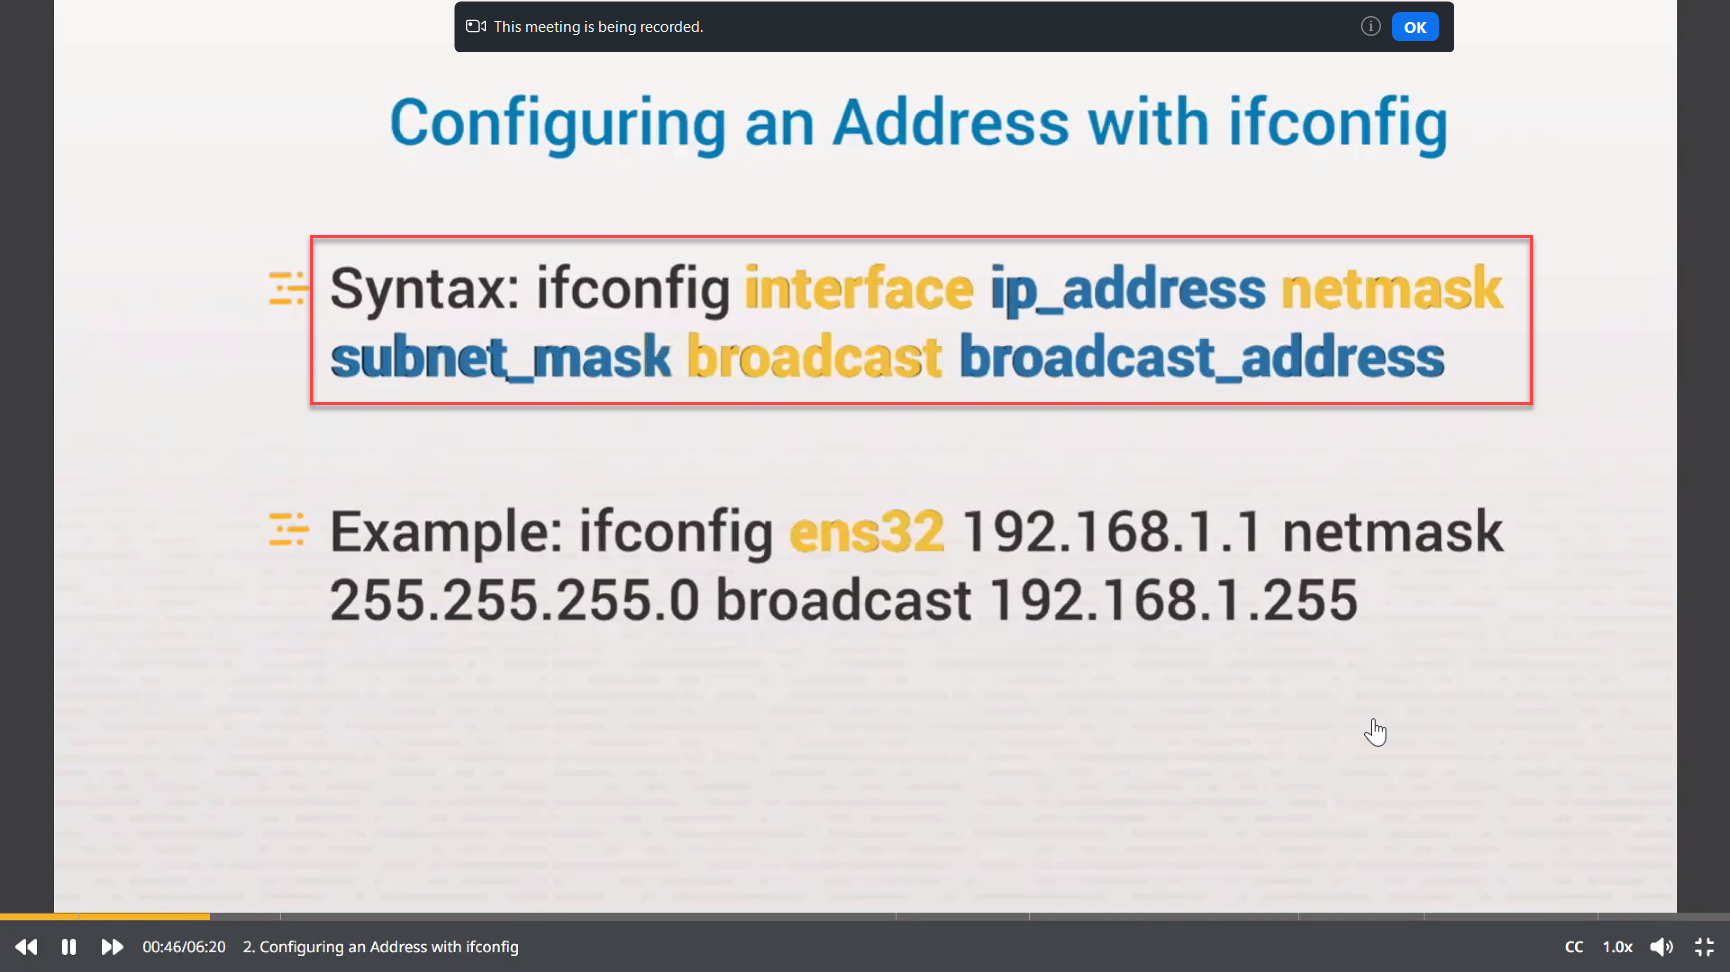 This meeting is being recorded.
OK
Configuring an Address with ifconfig
Syntax: ifconfig interface ip_address netmask
subnet_mask broadcast broadcast_address
Example: ifconfig ens32 192.168.1.1 netmask
255.255.255.0 broadcast 192.168.1.255
00:46/06:20 2. Configuring an Address with ifconfig CC 1.0x